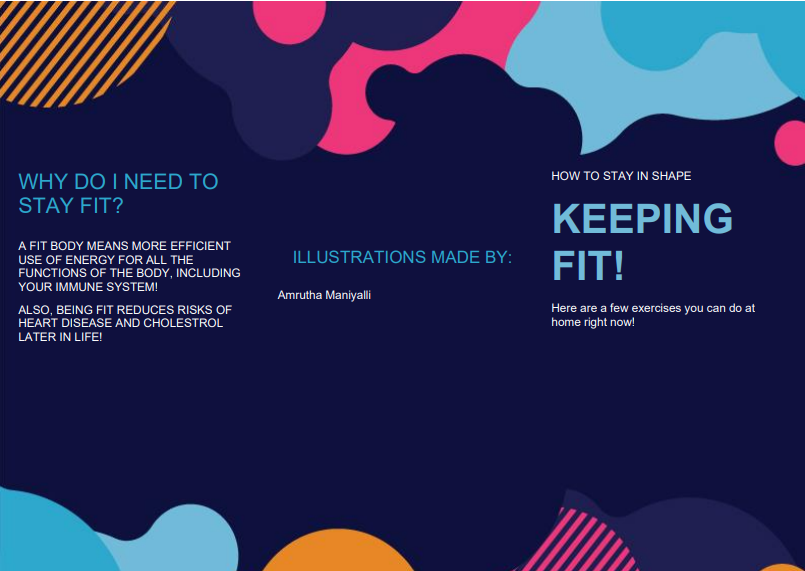 WHY DO I NEED TO
STAY FIT?
A FIT BODY MEANS MORE EFFICIENT
USE OF ENERGY FOR ALL THE
FUNCTIONS OF THE BODY, INCLUDING
YOUR IMMUNE SYSTEM!
ALSO, BEING FIT REDUCES RISKS OF
HEART DISEASE AND CHOLESTROL
LATER IN LIFE!
ILLUSTRATIONS MADE BY:
Amrutha Maniyalli
HOW TO STAY IN SHAPE
KEEPING
FIT!
Here are a few exercises you can do at
home right now!